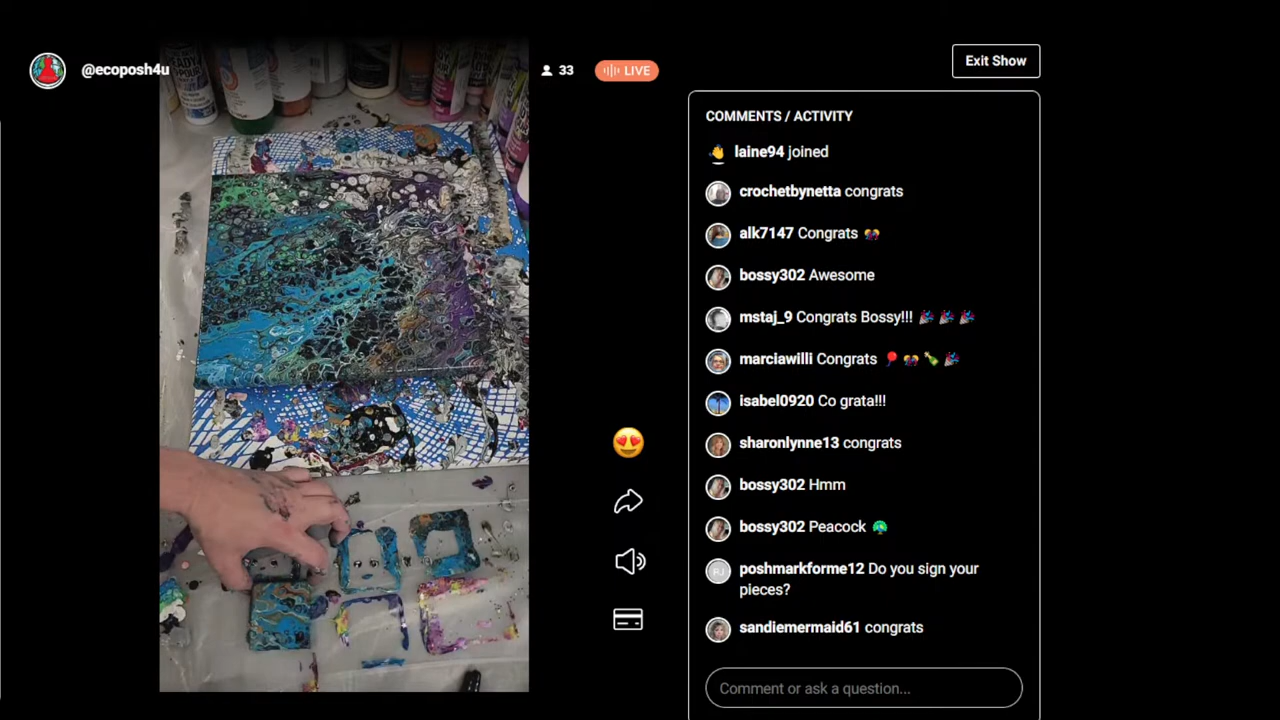 @ecoposh4u
33
LIVE
Exit Show
COMMENTS / ACTIVITY
laine94 joined
crochetbynetta congrats
alk7147 Congrats
bossy302 Awesome
mstaj_9 Congrats Bossy!!!
marciawilli Congrats
isabel0920 Co grata!!!
sharonlynne13 congrats
bossy302 Hmm
bossy302 Peacock
poshmarkforme12 Do you sign your
pieces?
sandiemermaid61 congrats
Comment or ask a question...